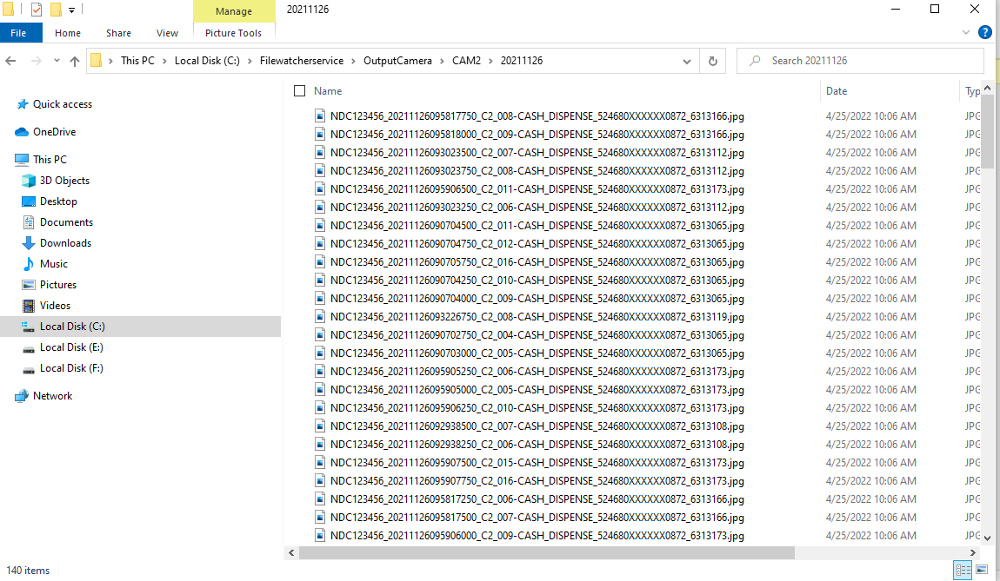 Manage
20211126
File
Home
Share
View
Picture Tools
This PC
Local Disk (C:)
Filewatcherservice
OutputCamera
CAM2
20211126
Search 20211126
Quick access
OneDrive
This PC
3D Objects
Desktop
Documents
Downloads
Music
Pictures
Videos
Local Disk (C:)
Local Disk (E:)
Local Disk (F:)
Network
Name Date Typ
NDC123456_20211126095817750_C2_008-CASH_DISPENSE_524680XXXXXX0872_6313166.jpg 4/25/2022 10:06 AM JPG
NDC123456_20211126095818000_C2_009-CASH_DISPENSE_524680XXXXXX0872_6313166.jpg 4/25/2022 10:06 AM JPG
NDC123456_20211126093023500_C2_007-CASH_DISPENSE_524680XXXXXX0872_6313112.jpg 4/25/2022 10:06 AM JPG
NDC123456_20211126093023750_C2_008-CASH_DISPENSE_524680XXXXXX0872_6313112.jpg 4/25/2022 10:06 AM JPG
NDC123456_20211126095906500_C2_011-CASH_DISPENSE_524680XXXXXX0872_6313173.jpg 4/25/2022 10:06 AM JPG
NDC123456_20211126093023250_C2_006-CASH_DISPENSE_524680XXXXXX0872_6313112.jpg 4/25/2022 10:06 AM JPG
NDC123456_20211126090704500_C2_011-CASH_DISPENSE_524680XXXXXX0872_6313065.jpg 4/25/2022 10:06 AM JPG
NDC123456_20211126090704750_C2_012-CASH_DISPENSE_524680XXXXXX0872_6313065.jpg 4/25/2022 10:06 AM JPG
NDC123456_20211126090705750_C2_016-CASH_DISPENSE_524680XXXXXX0872_6313065.jpg 4/25/2022 10:06 AM JPG
NDC123456_20211126090704250_C2_010-CASH_DISPENSE_524680XXXXXX0872_6313065.jpg 4/25/2022 10:06 AM JPG
NDC123456_20211126090704000_C2_009-CASH_DISPENSE_524680XXXXXX0872_6313065.jpg 4/25/2022 10:06 AM JPG
NDC123456_20211126093226750_C2_008-CASH_DISPENSE_524680XXXXXX0872_6313119.jpg 4/25/2022 10:06 AM JPG
NDC123456_20211126090702750_C2_004-CASH_DISPENSE_524680XXXXXX0872_6313065.jpg 4/25/2022 10:06 AM JPG
NDC123456_20211126090703000_C2_005-CASH_DISPENSE_524680XXXXXX0872_6313065.jpg 4/25/2022 10:06 AM JPG
NDC123456_20211126095905250_C2_006-CASH_DISPENSE_524680XXXXXX0872_6313173.jpg 4/25/2022 10:06 AM JPG
NDC123456_20211126095905000_C2_005-CASH_DISPENSE_524680XXXXXX0872_6313173.jpg 4/25/2022 10:06 AM JPG
NDC123456_20211126095906250_C2_010-CASH_DISPENSE_524680XXXXXX0872_6313173.jpg 4/25/2022 10:06 AM JPG
NDC123456_20211126092938500_C2_007-CASH_DISPENSE_524680XXXXXX0872_6313108.jpg 4/25/2022 10:06 AM JPG
NDC123456_20211126092938250_C2_006-CASH_DISPENSE_524680XXXXXX0872_6313108.jpg 4/25/2022 10:06 AM JPG
NDC123456_20211126095907500_C2_015-CASH_DISPENSE_524680XXXXXX0872_6313173.jpg 4/25/2022 10:06 AM JPG
NDC123456_20211126095907750_C2_016-CASH_DISPENSE_524680XXXXXX0872_6313173.jpg 4/25/2022 10:06 AM JPG
NDC123456_20211126095817250_C2_006-CASH_DISPENSE_524680XXXXXX0872_6313166.jpg 4/25/2022 10:06 AM JPG
NDC123456_20211126095817500_C2_007-CASH_DISPENSE_524680XXXXXX0872_6313166.jpg 4/25/2022 10:06 AM JPG
NDC123456_20211126095906000_C2_009-CASH_DISPENSE_524680XXXXXX0872_6313173.jpg 4/25/2022 10:06 AM JPG
140 items